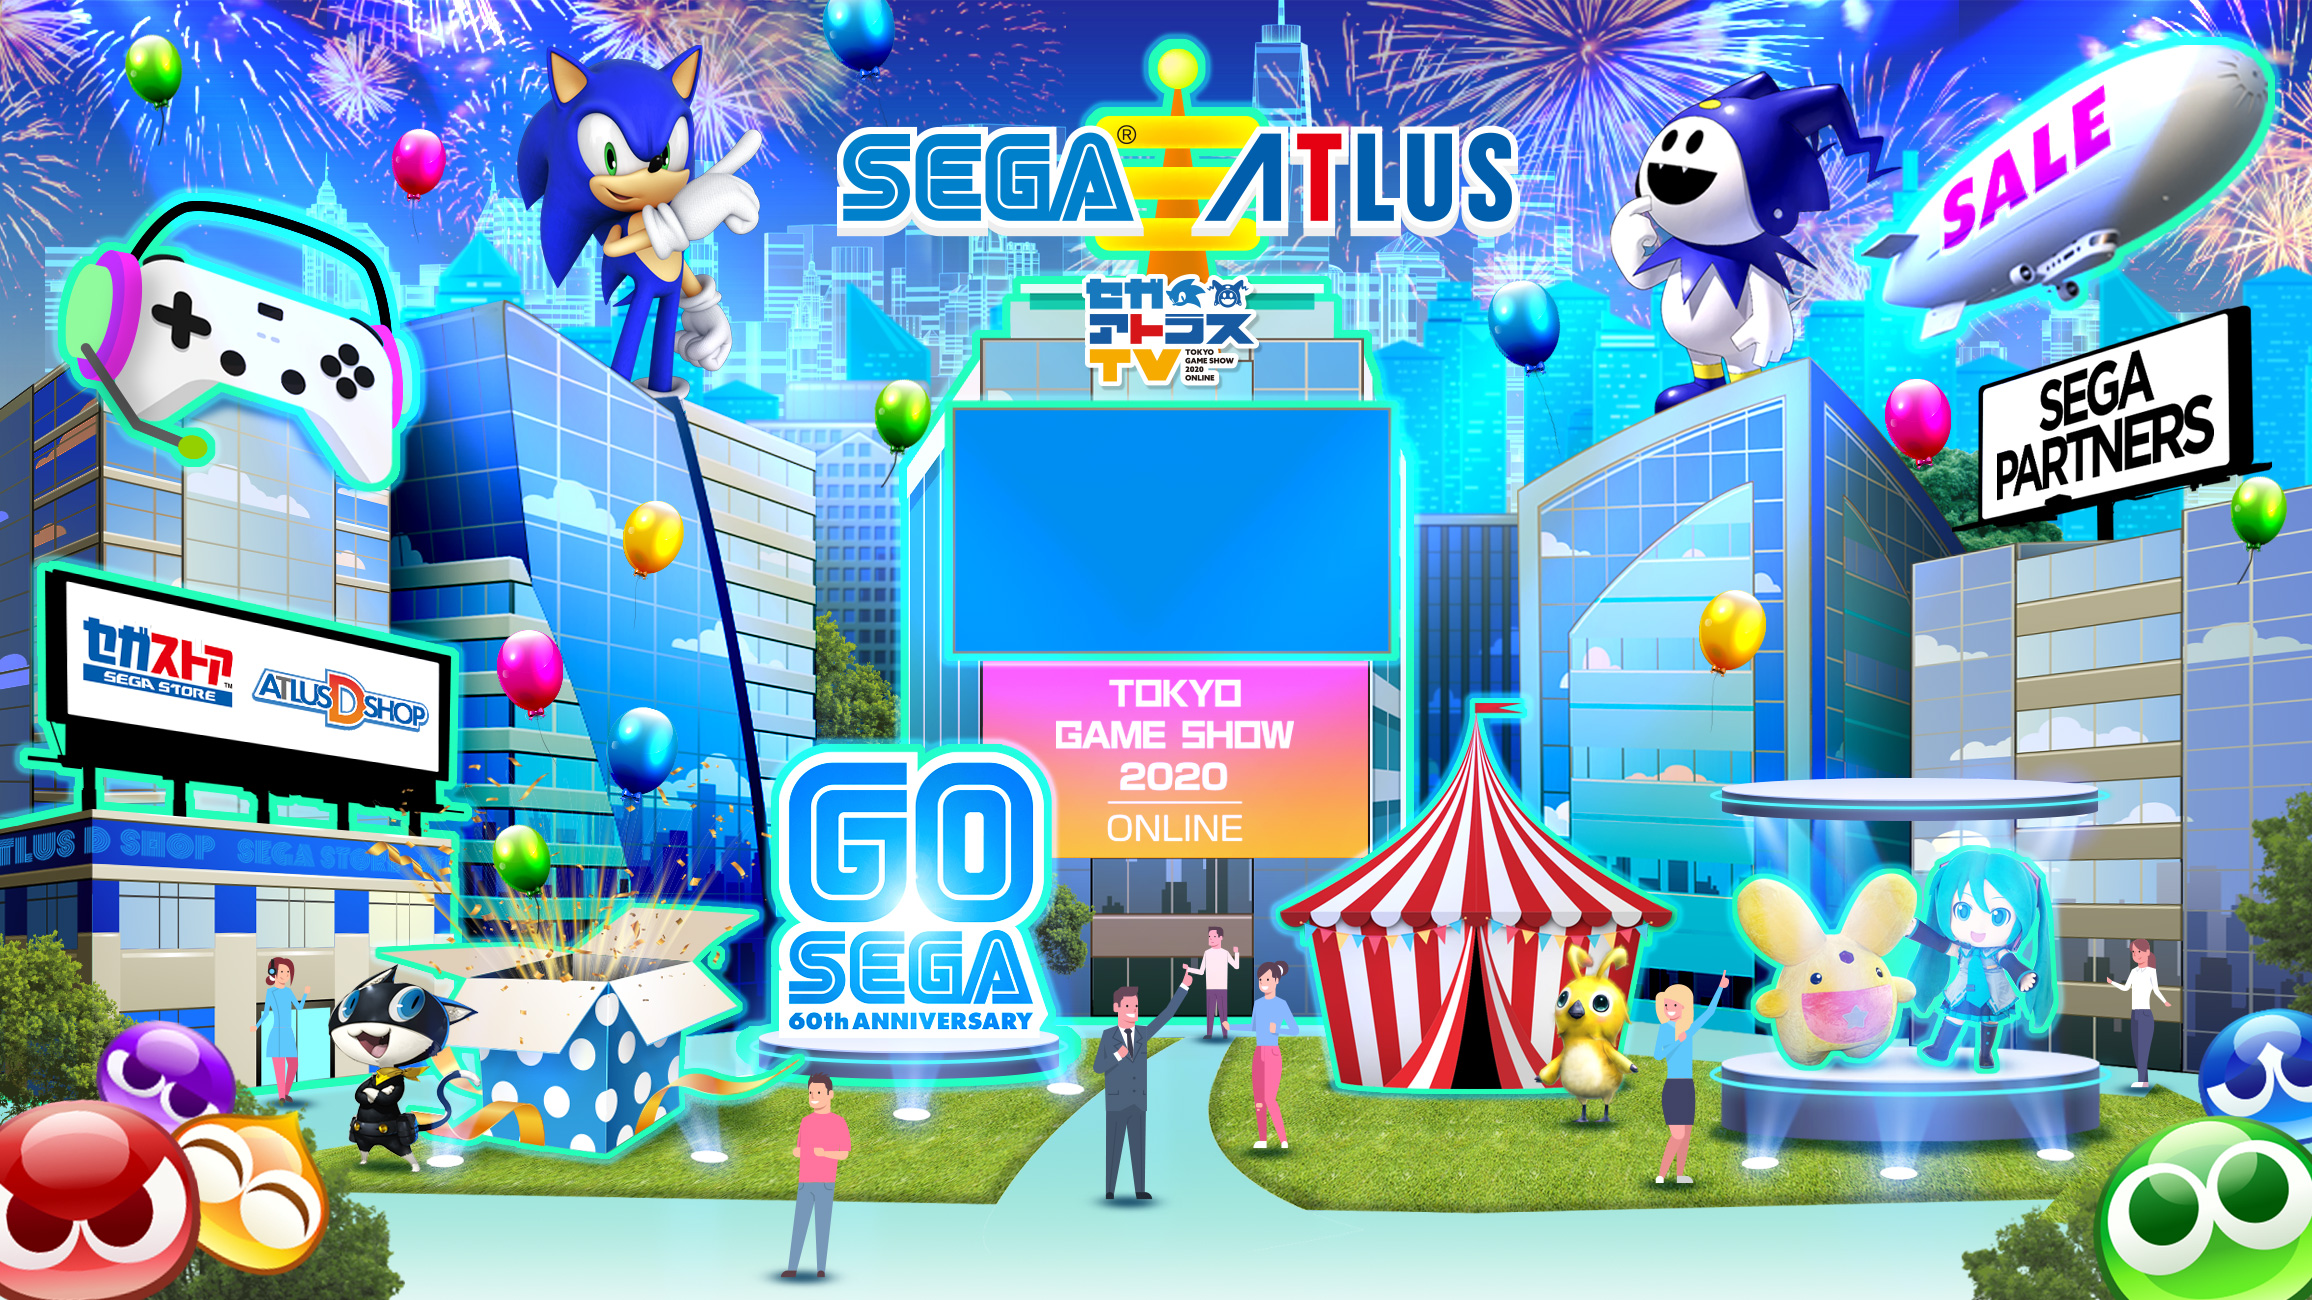 SEGA® ATLUS
SALE
セガ
アトラス
TV TOKYO
GAME SHOW
2020
ONLINE
SEGA
PARTNERS
セガストア™
SEGA STORE
ATLUS D SHOP
TOKYO
GAME SHOW
2020
ONLINE
TLUS D SHOP SEGA STO
GO
SEGA
60th ANNIVERSARY